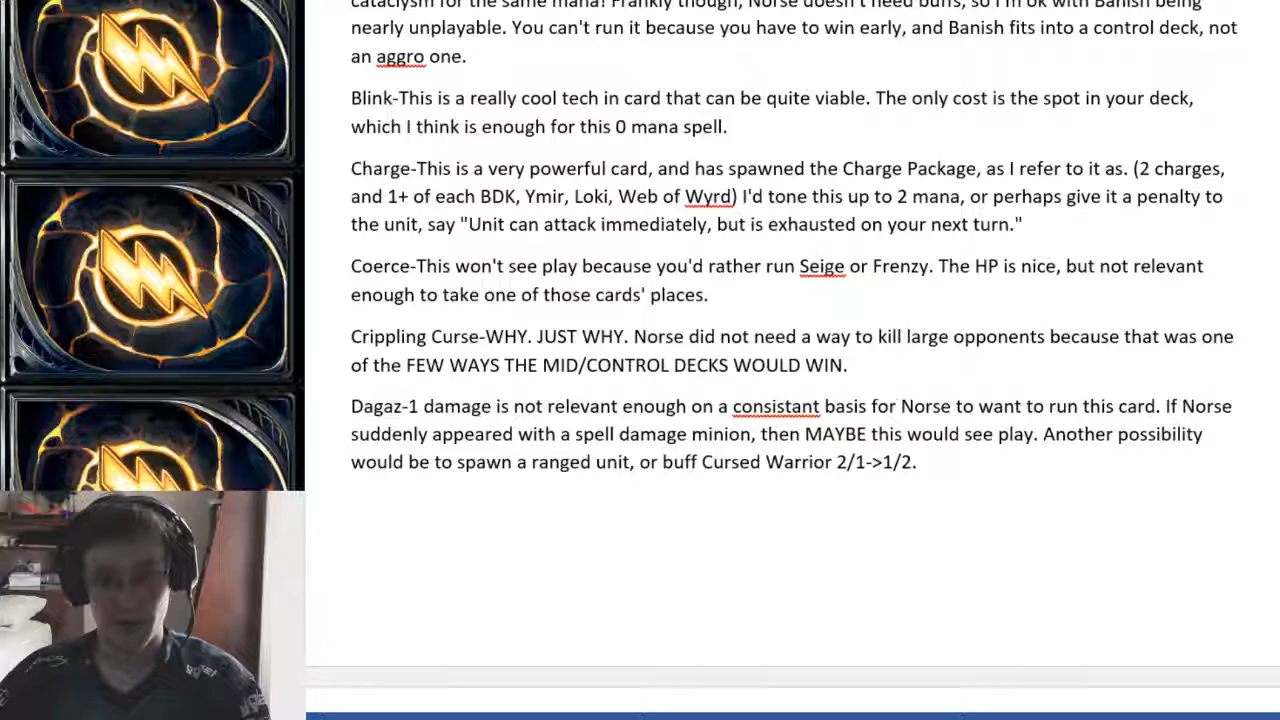 cataclysm for the same mana! Frankly though, Norse doesn't need buffs, so I'm ok with Banish being
nearly unplayable. You can't run it because you have to win early, and Banish fits into a control deck, not
an aggro one.
Blink-This is a really cool tech in card that can be quite viable. The only cost is the spot in your deck,
which I think is enough for this 0 mana spell.
Charge-This is a very powerful card, and has spawned the Charge Package, as I refer to it as. (2 charges,
and 1+ of each BDK, Ymir, Loki, Web of Wyrd) I'd tone this up to 2 mana, or perhaps give it a penalty to
the unit, say "Unit can attack immediately, but is exhausted on your next turn."
Coerce-This won't see play because you'd rather run Seige or Frenzy. The HP is nice, but not relevant
enough to take one of those cards' places.
Crippling Curse-WHY. JUST WHY. Norse did not need a way to kill large opponents because that was one
of the FEW WAYS THE MID/CONTROL DECKS WOULD WIN.
Dagaz-1 damage is not relevant enough on a consistant basis for Norse to want to run this card. If Norse
suddenly appeared with a spell damage minion, then MAYBE this would see play. Another possibility
would be to spawn a ranged unit, or buff Cursed Warrior 2/1->1/2.